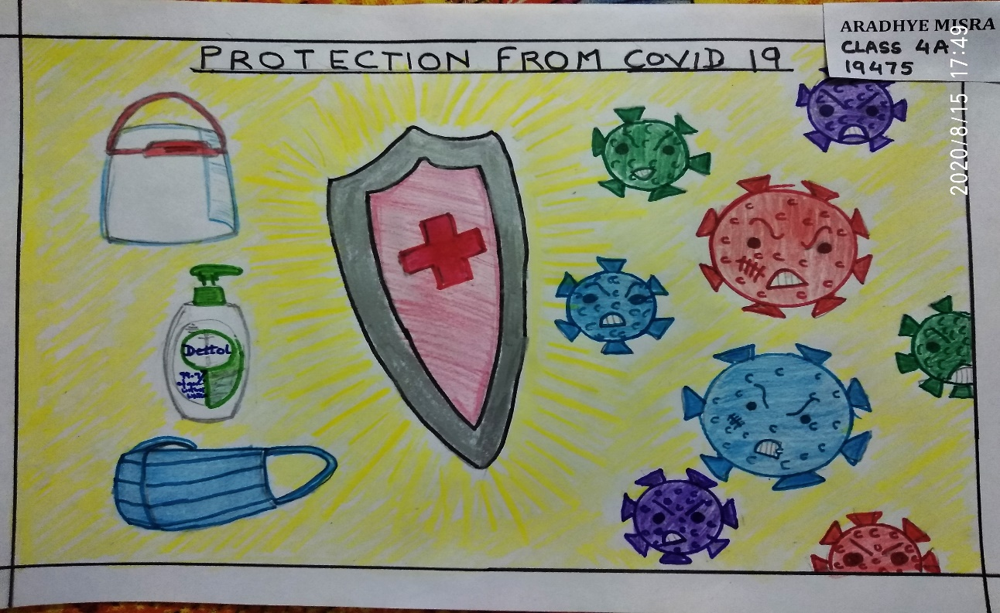 ARADHYE MISRA
CLASS 4A
19475
PROTECTION FROM COVID 19
2020/8/15 17:49
Dettol